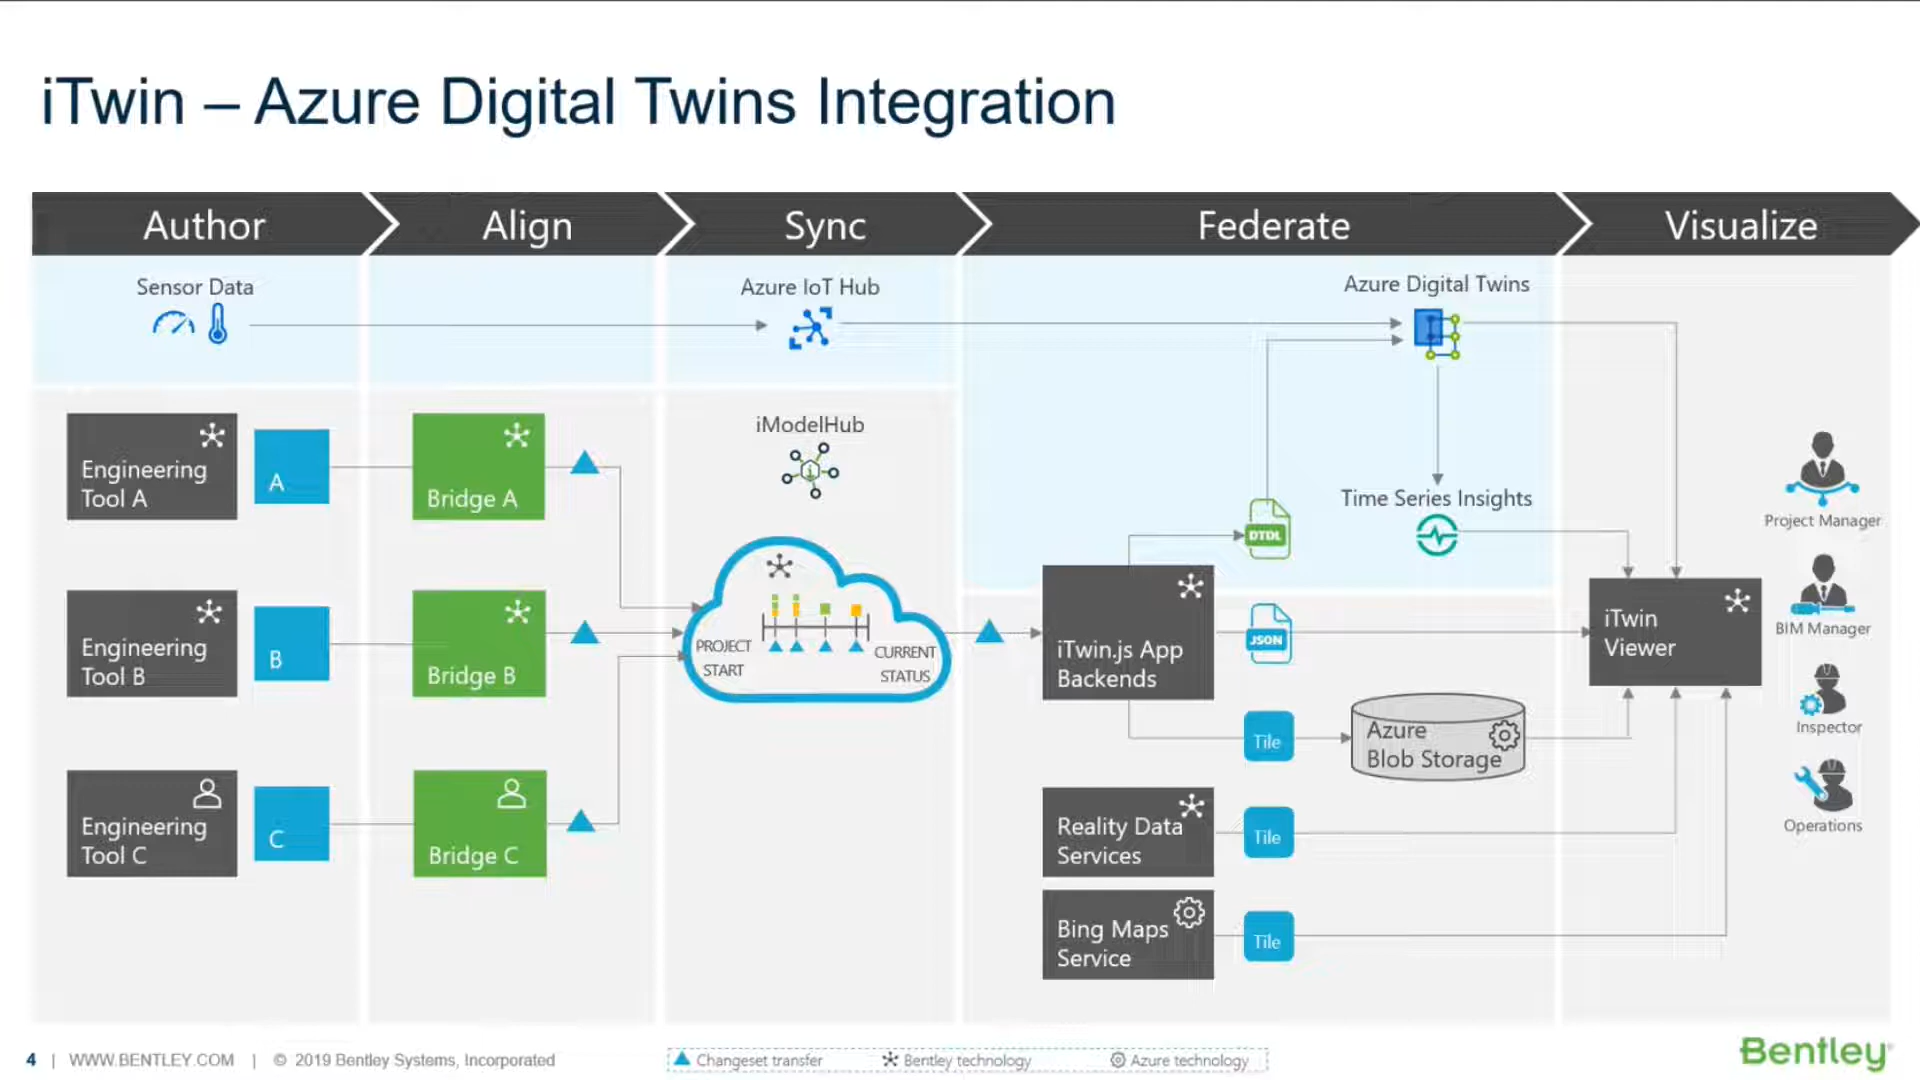 iTwin – Azure Digital Twins Integration
Author
Align
Sync
Federate
Visualize
Sensor Data
Azure IoT Hub
Azure Digital Twins
iModelHub
Engineering
Tool A
A
Bridge A
Time Series Insights
DTDL
Project Manager
Engineering
Tool B
B
Bridge B
PROJECT
START
CURRENT
STATUS
iTwin.js App
Backends
JSON
iTwin
Viewer
BIM Manager
Tile
Azure
Blob Storage
Inspector
Engineering
Tool C
C
Bridge C
Reality Data
Services
Tile
Operations
Bing Maps
Service
Tile
4 | WWW.BENTLEY.COM | © 2019 Bentley Systems, Incorporated
Changeset transfer
Bentley technology
Azure technology
Bentley®